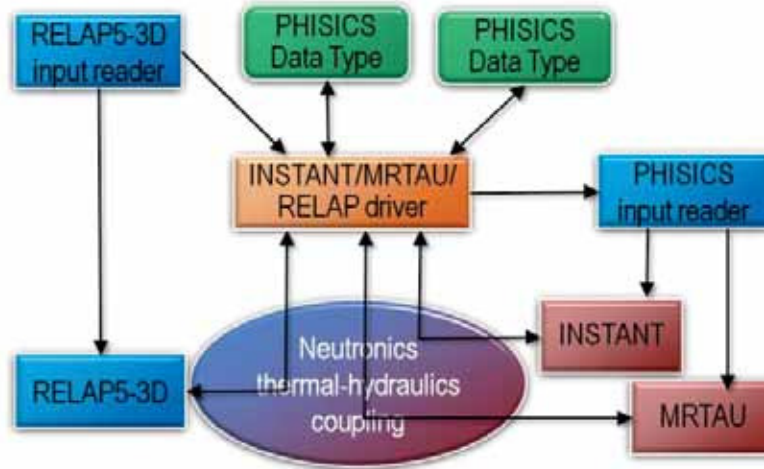 RELAP5-3D
input reader
PHISICS
Data Type
PHISICS
Data Type
INSTANT/MRTAU/
RELAP driver
PHISICS
input reader
INSTANT
Neutronics
thermal-hydraulics
coupling
RELAP5-3D
MRTAU